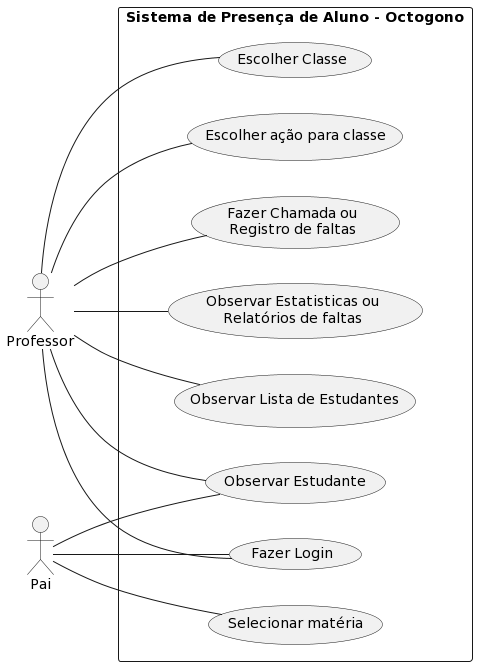 Sistema de Presença de Aluno - Octogono
Escolher Classe
Escolher ação para classe
Fazer Chamada ou
Registro de faltas
Observar Estatisticas ou
Relatórios de faltas
Professor
Observar Lista de Estudantes
Observar Estudante
Fazer Login
Pai
Selecionar matéria